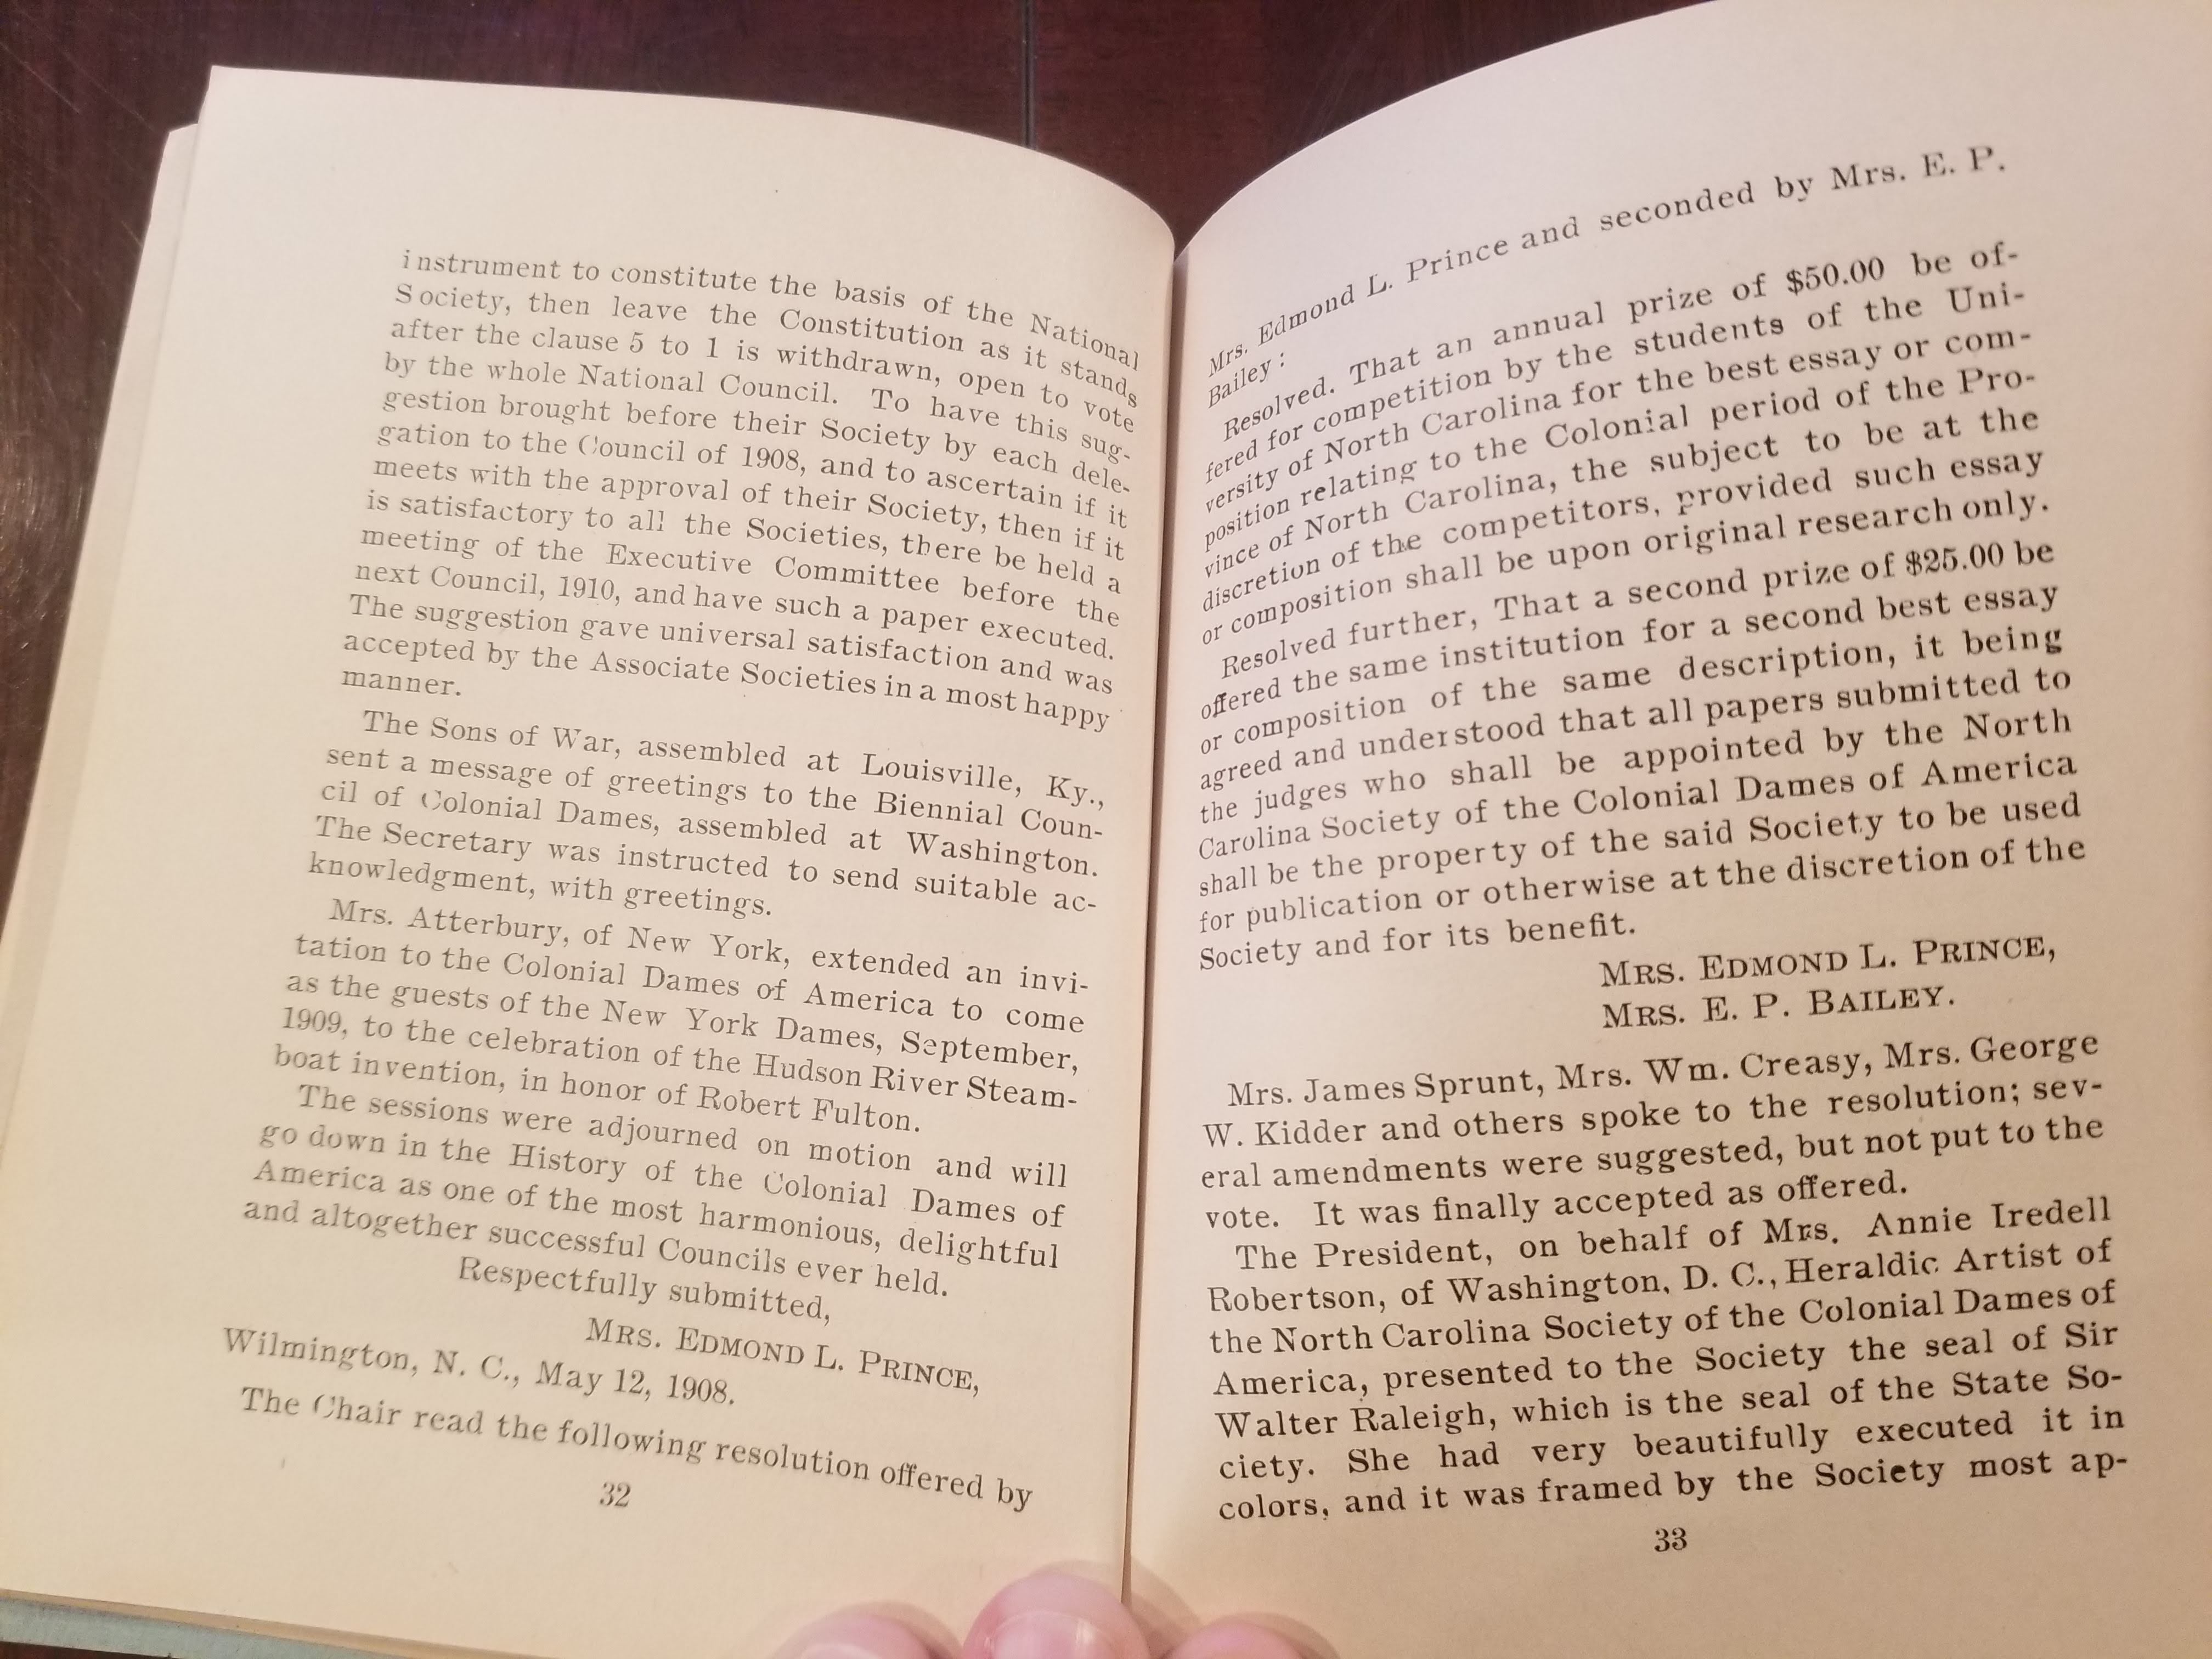 instrument to constitute the basis of the National
Society, then leave the Constitution as it stands
after the clause 5 to 1 is withdrawn, open to vote
by the whole National Council. To have this sug-
gestion brought before their Society by each dele-
gation to the Council of 1908, and to ascertain if it
meets with the approval of their Society, then if it
is satisfactory to all the Societies, there be held a
meeting of the Executive Committee before the
next Council, 1910, and have such a paper executed.
The suggestion gave universal satisfaction and was
accepted by the Associate Societies in a most happy
manner.
The Sons of War, assembled at Louisville, Ky.,
sent a message of greetings to the Biennial Coun-
cil of Colonial Dames, assembled at Washington.
The Secretary was instructed to send suitable ac-
knowledgment, with greetings.
Mrs. Atterbury, of New York, extended an invi-
tation to the Colonial Dames of America to come
as the guests of the New York Dames, September,
1909, to the celebration of the Hudson River Steam-
boat invention, in honor of Robert Fulton.
The sessions were adjourned on motion and will
go down in the History of the Colonial Dames of
America as one of the most harmonious, delightful
and altogether successful Councils ever held.
Respectfully submitted,
MRS. EDMOND L. PRINCE,
Wilmington, N. C., May 12, 1908.
The Chair read the following resolution offered by
32
Mrs. Edmond L. Prince and seconded by Mrs. E. P.
Bailey:
Resolved. That an annual prize of $50.00 be of-
fered for competition by the students of the Uni-
versity of North Carolina for the best essay or com-
position relating to the Colonial period of the Pro-
vince of North Carolina, the subject to be at the
discretion of the competitors, provided such essay
or composition shall be upon original research only.
Resolved further, That a second prize of $25.00 be
offered the same institution for a second best essay
or composition of the same description, it being
agreed and understood that all papers submitted to
the judges who shall be appointed by the North
Carolina Society of the Colonial Dames of America
shall be the property of the said Society to be used
for publication or otherwise at the discretion of the
Society and for its benefit.
MRS. EDMOND L. PRINCE,
MRS. E. P. BAILEY.
Mrs. James Sprunt, Mrs. Wm. Creasy, Mrs. George
W. Kidder and others spoke to the resolution; sev-
eral amendments were suggested, but not put to the
vote. It was finally accepted as offered.
The President, on behalf of Mrs. Annie Iredell
Robertson, of Washington, D. C., Heraldic Artist of
the North Carolina Society of the Colonial Dames of
America, presented to the Society the seal of Sir
Walter Raleigh, which is the seal of the State So-
ciety. She had very beautifully executed it in
colors, and it was framed by the Society most ap-
33